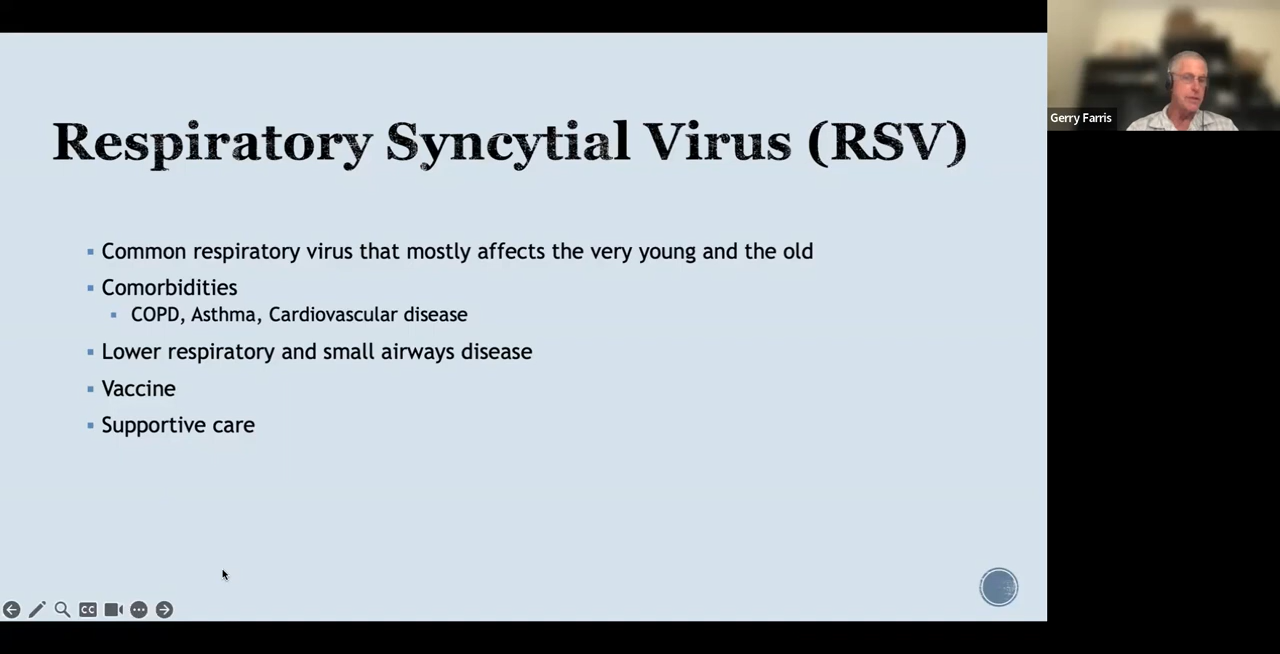 Respiratory Syncytial Virus (RSV)
Common respiratory virus that mostly affects the very young and the old
Comorbidities
COPD, Asthma, Cardiovascular disease
Lower respiratory and small airways disease
Vaccine
Supportive care
Gerry Farris
CC